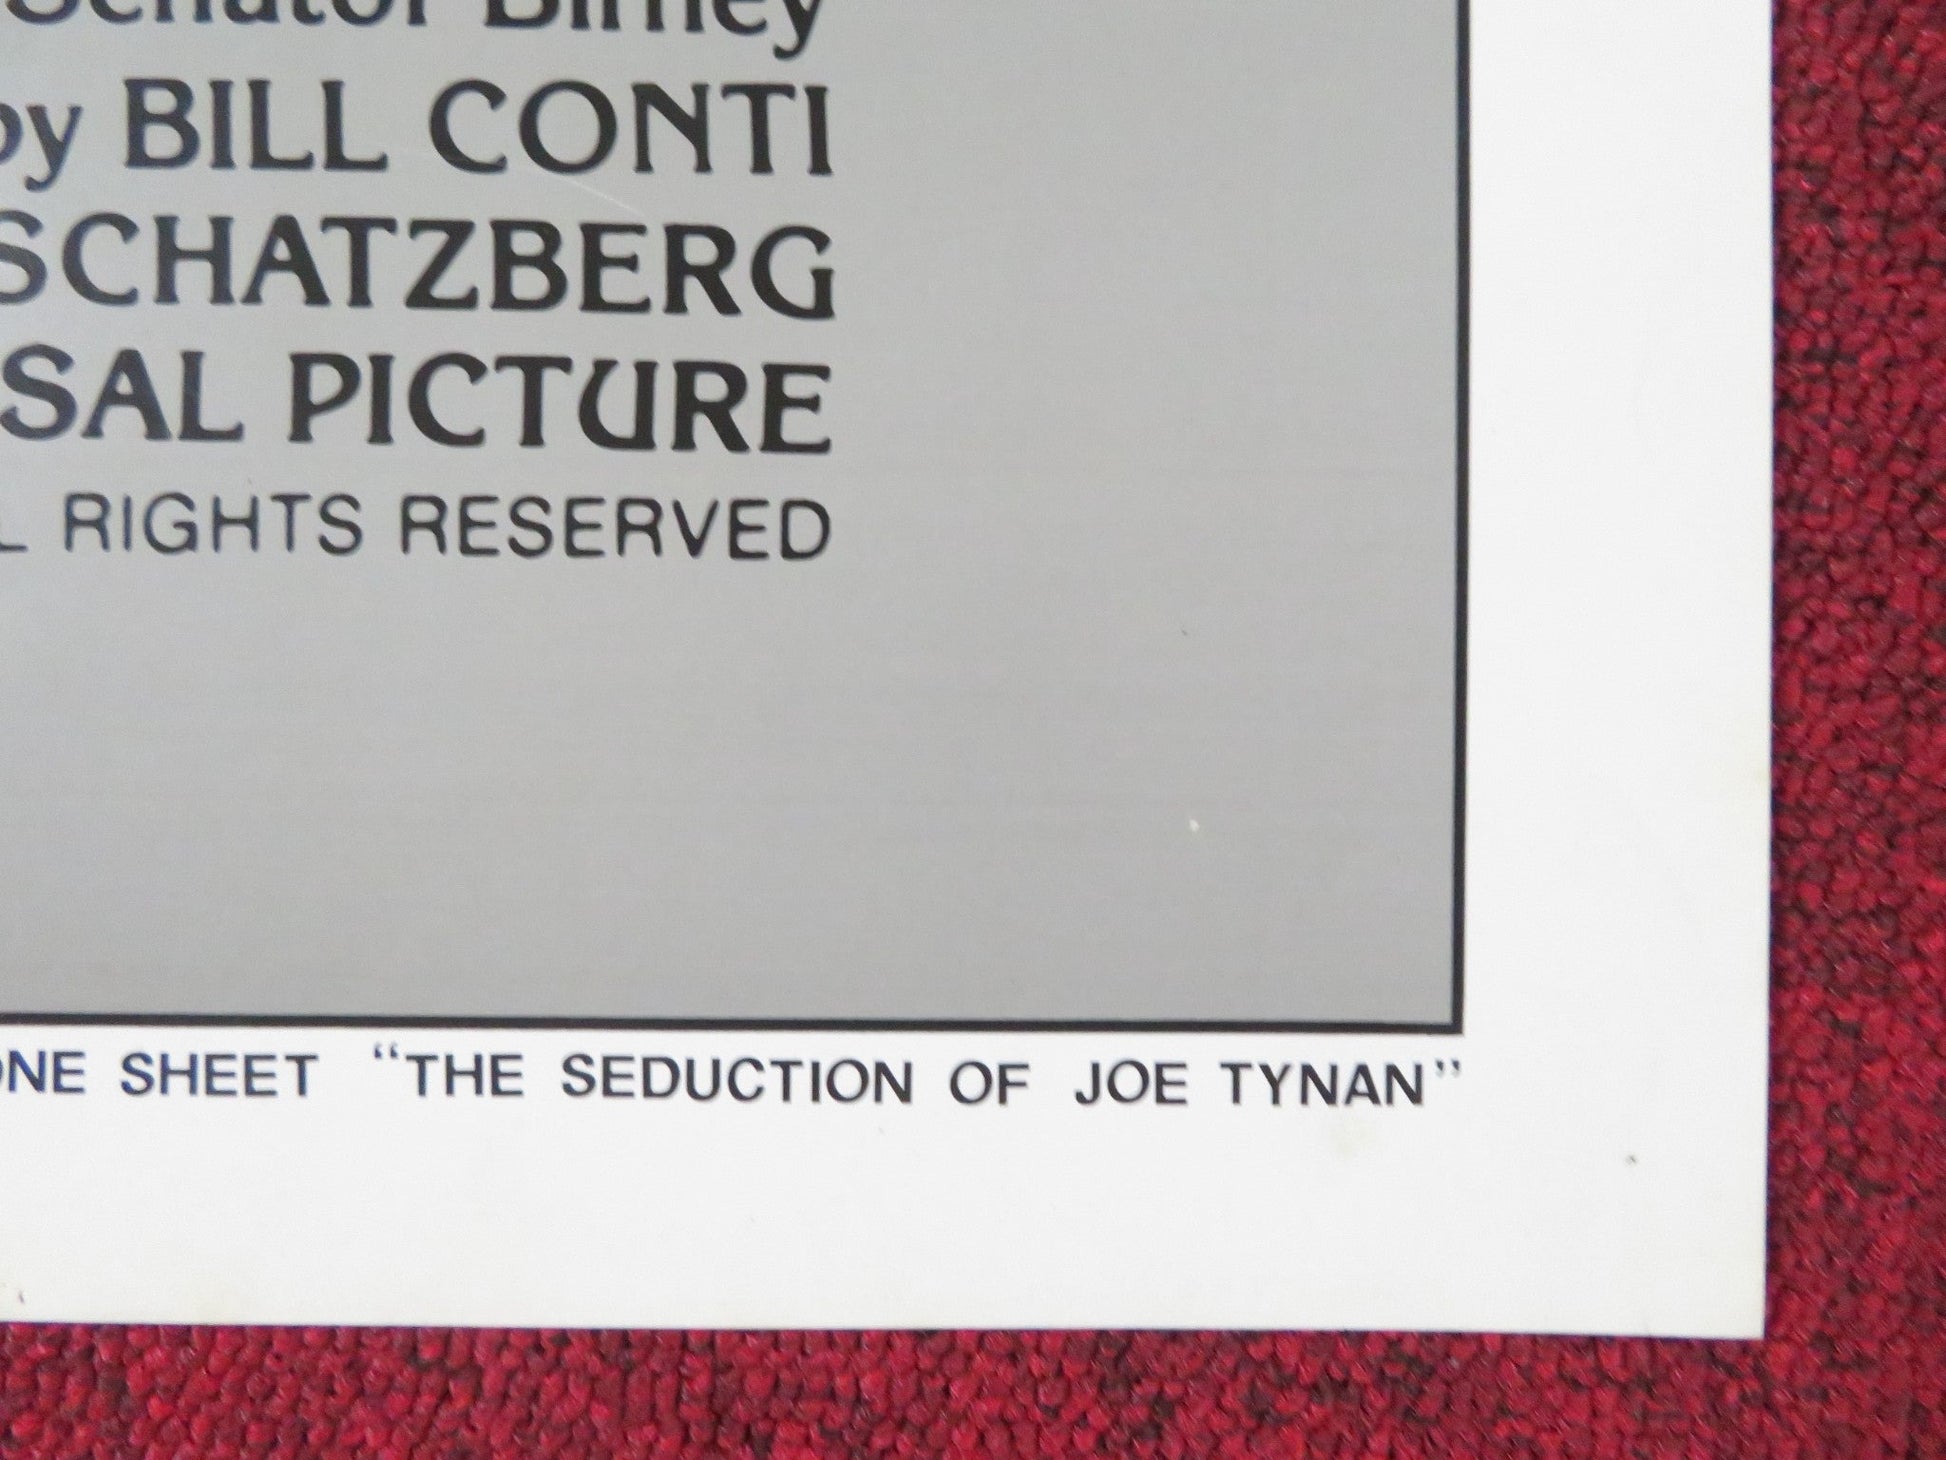 Senator Birney
by BILL CONTI
SCHATZBERG
SAL PICTURE
L RIGHTS RESERVED
ONE SHEET “THE SEDUCTION OF JOE TYNAN”